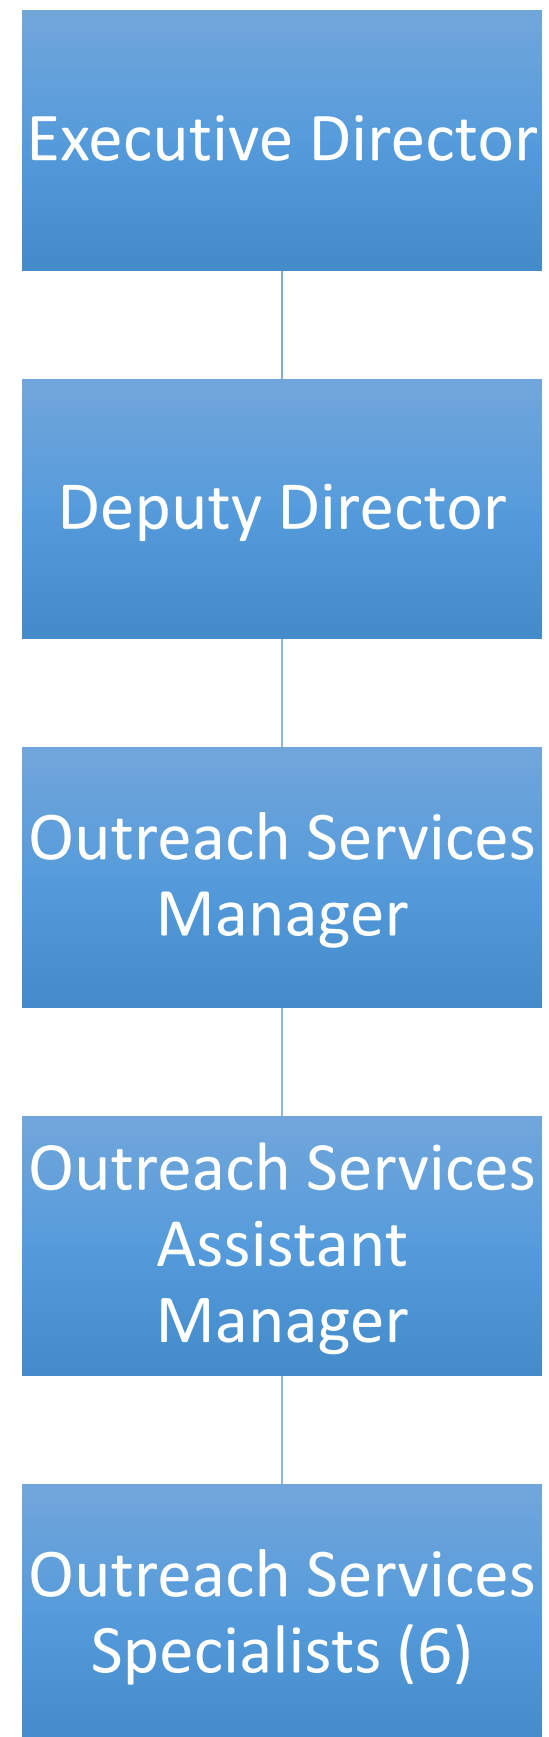 Executive Director
Deputy Director
Outreach Services
Manager
Outreach Services
Assistant
Manager
Outreach Services
Specialists (6)